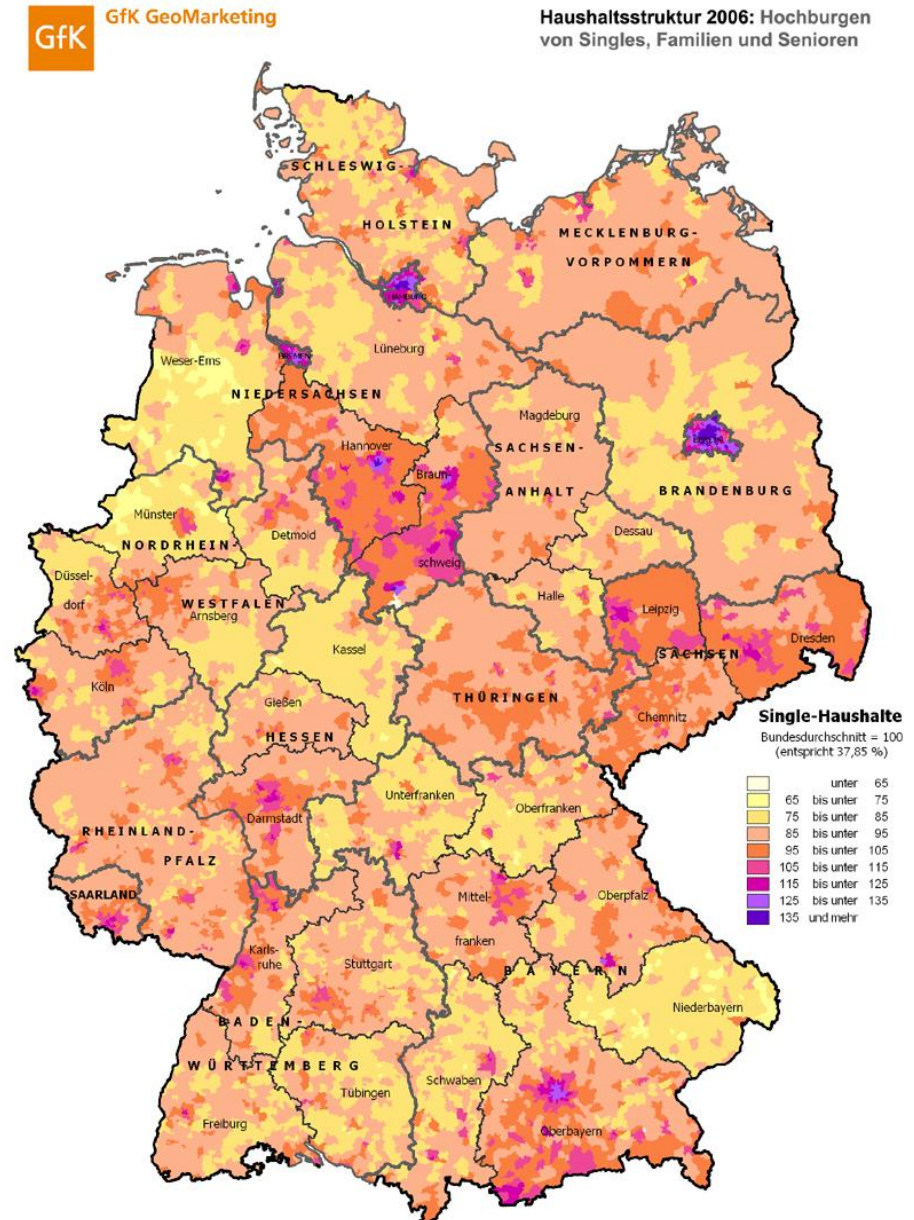 GfK
GfK GeoMarketing
Haushaltsstruktur 2006: Hochburgen
von Singles, Familien und Senioren
SCHLESWIG-
HOLSTEIN
MECKLENBURG-
VORPOMMERN
HAMBURG
Lüneburg
Weser-Ems
BREMEN
NIEDERSACHSEN
Magdeburg
Hannover
SACHSEN-
BERLIN
Braun-
ANHALT
BRANDENBURG
Münster
Detmold
Dessau
NORDRHEIN-
schweig
Düssel-
dorf
WESTFALEN
Halle
Leipzig
Arnsberg
Dresden
Kassel
SACHSEN
Köln
THÜRINGEN
Gießen
Chemnitz
HESSEN
Single-Haushalte
Bundesdurchschnitt = 100
(entspricht 37,85 %)
unter 65
65 bis unter 75
75 bis unter 85
85 bis unter 95
95 bis unter 105
105 bis unter 115
115 bis unter 125
125 bis unter 135
135 und mehr
Unterfranken
Oberfranken
Darmstadt
RHEINLAND-
PFALZ
SAARLAND
Mittel-
franken
Oberpfalz
Karls-
ruhe
Stuttgart
BAYERN
Niederbayern
BADEN-
WÜRTTEMBERG
Schwaben
Tübingen
Freiburg
Oberbayern